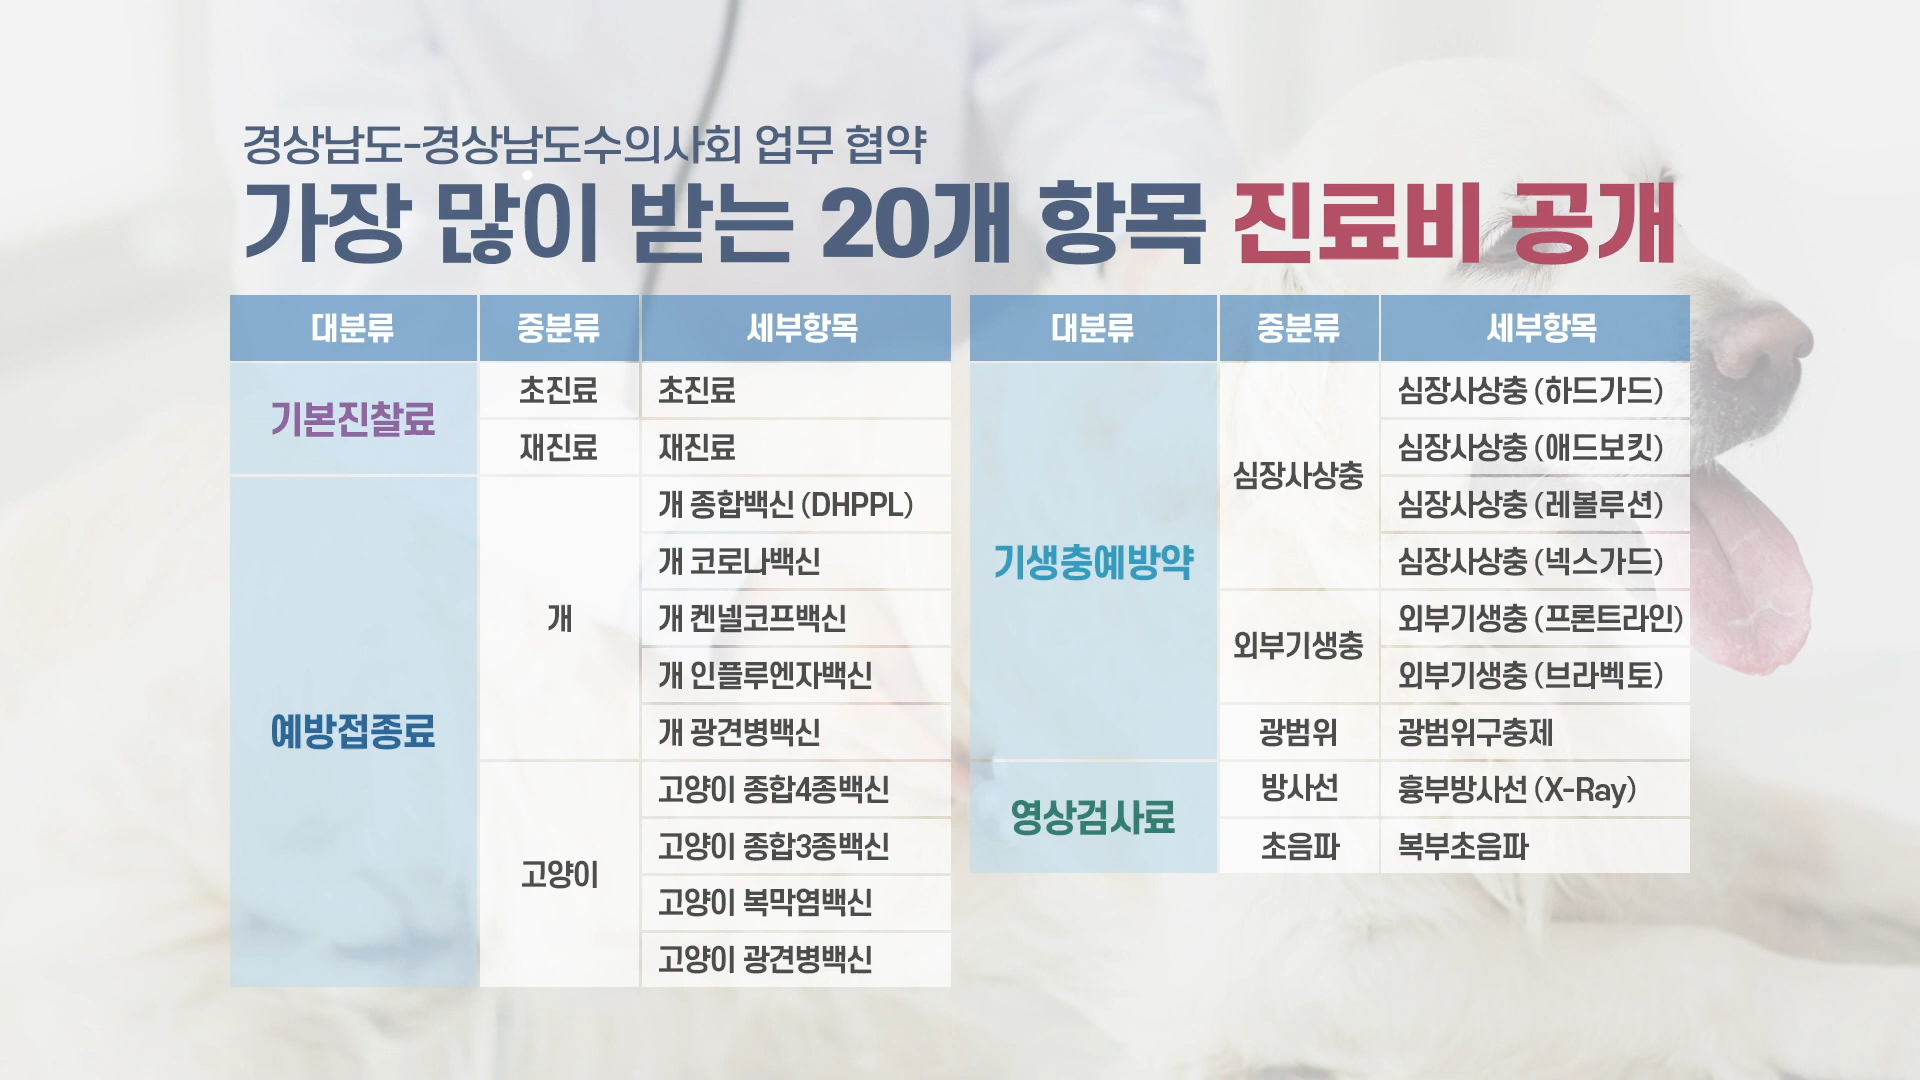 경상남도-경상남도수의사회 업무 협약
가장 많이 받는 20개 항목 진료비 공개
대분류 중분류 세부항목
기본진찰료
초진료 초진료
재진료 재진료
예방접종료
개
개 종합백신 (DHPPL)
개 코로나백신
개 켄넬코프백신
개 인플루엔자백신
개 광견병백신
고양이
고양이 종합4종백신
고양이 종합3종백신
고양이 복막염백신
고양이 광견병백신
대분류 중분류 세부항목
기생충예방약
심장사상충
심장사상충 (하드가드)
심장사상충 (애드보킷)
심장사상충 (레볼루션)
심장사상충 (넥스가드)
외부기생충
외부기생충 (프론트라인)
외부기생충 (브라벡토)
광범위 광범위구충제
영상검사료
방사선 흉부방사선 (X-Ray)
초음파 복부초음파